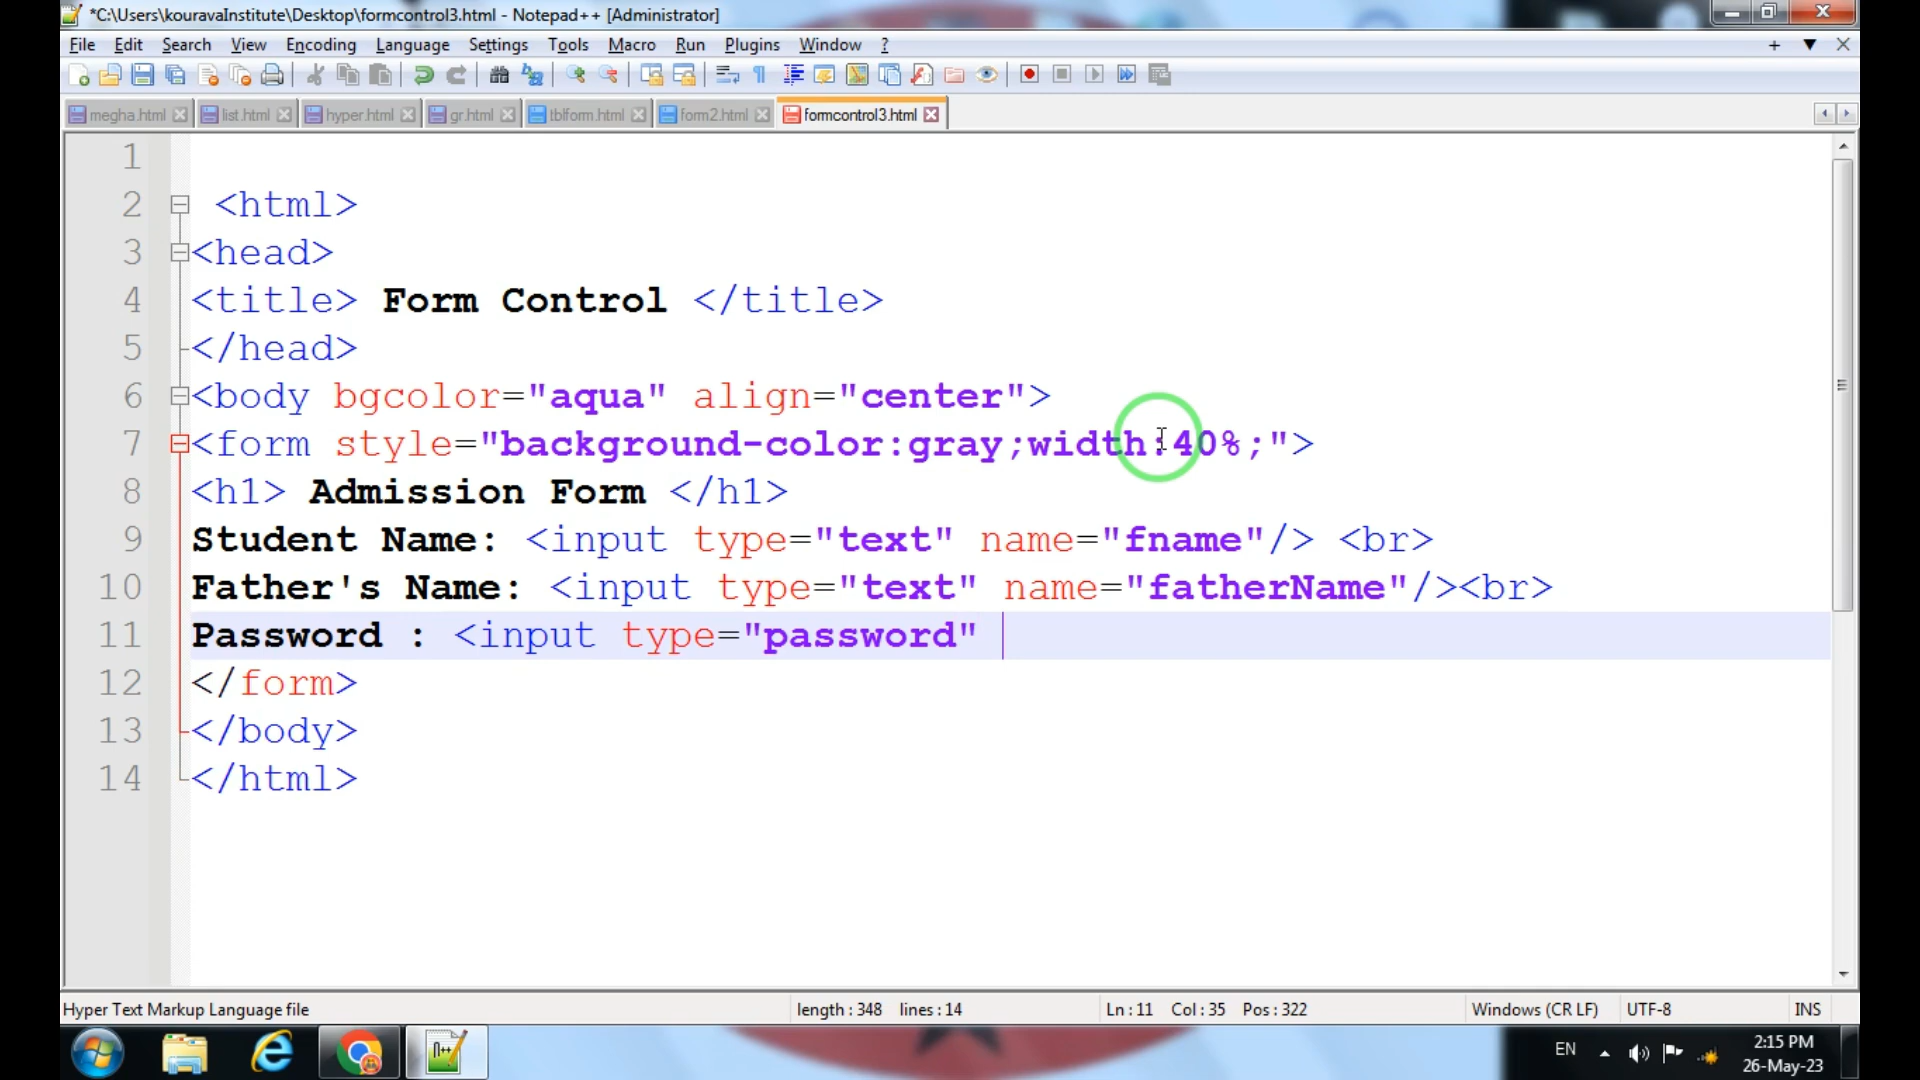 *C:\Users\kouravaInstitute\Desktop\formcontrol3.html - Notepad++ [Administrator]
File Edit Search View Encoding Language Settings Tools Macro Run Plugins Window ?
megha.html list.html hyper.html gr.html tblform.html form2.html formcontrol3.html
1
2 <html>
3 <head>
4 <title> Form Control </title>
5 </head>
6 <body bgcolor="aqua" align="center">
7 <form style="background-color:gray;width:40%;">
8 <h1> Admission Form </h1>
9 Student Name: <input type="text" name="fname"/> <br>
10 Father's Name: <input type="text" name="fatherName"/><br>
11 Password : <input type="password"
12 </form>
13 </body>
14 </html>
Hyper Text Markup Language file length : 348 lines : 14 Ln : 11 Col : 35 Pos : 322 Windows (CR LF) UTF-8 INS
EN 2:15 PM
26-May-23